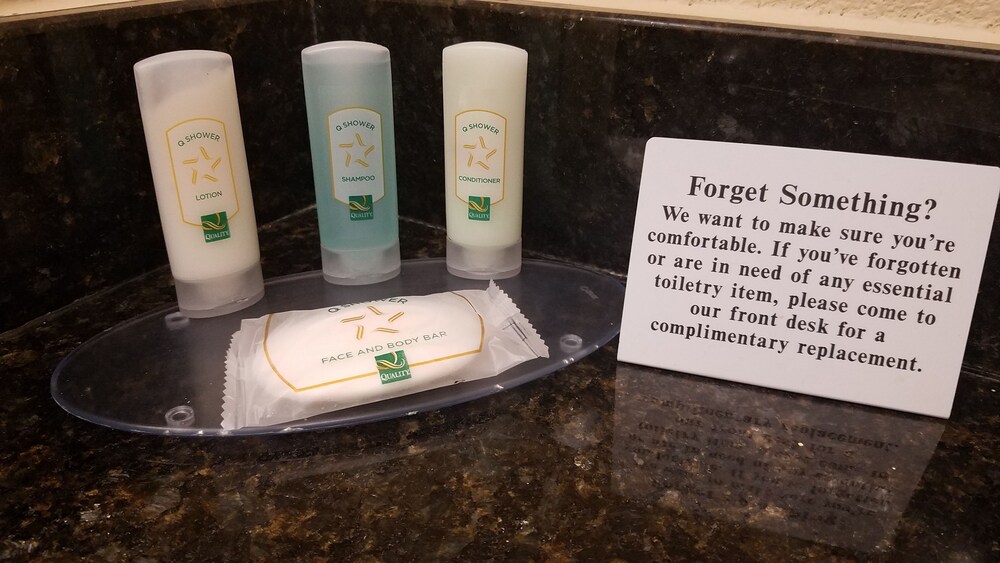 Q SHOWER
LOTION
QUALITY
Q SHOWER
SHAMPOO
QUALITY
Q SHOWER
CONDITIONER
QUALITY
Q SHOWER
FACE AND BODY BAR
QUALITY
Forget Something?
We want to make sure you're
comfortable. If you've forgotten
or are in need of any essential
toiletry item, please come to
our front desk for a
complimentary replacement.